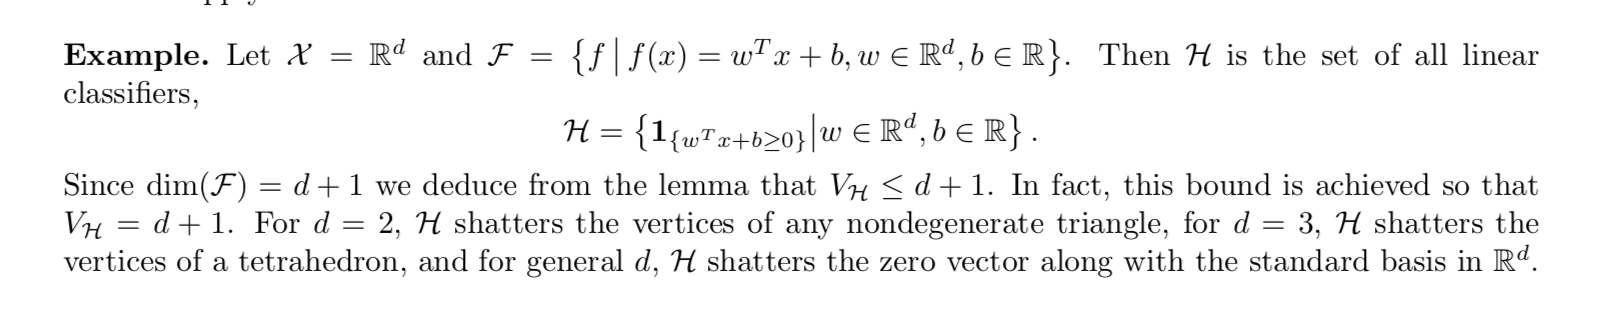 Example. Let 𝒳 = ℝ^d and ℱ = {f | f(x) = w^T x + b, w ∈ ℝ^d, b ∈ ℝ}. Then ℋ is the set of all linear
classifiers,
ℋ = {𝟏_{{w^T x+b≥0}} | w ∈ ℝ^d, b ∈ ℝ} .
Since dim(ℱ) = d + 1 we deduce from the lemma that V_ℋ ≤ d + 1. In fact, this bound is achieved so that
V_ℋ = d + 1. For d = 2, ℋ shatters the vertices of any nondegenerate triangle, for d = 3, ℋ shatters the
vertices of a tetrahedron, and for general d, ℋ shatters the zero vector along with the standard basis in ℝ^d.